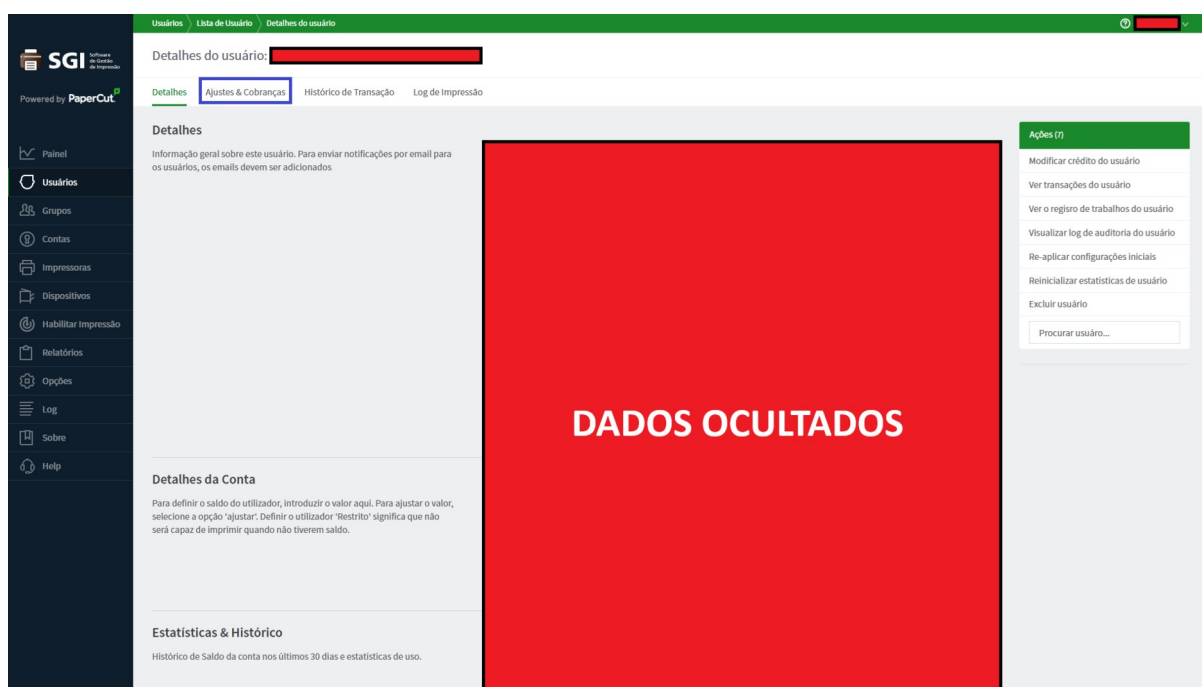 Usuários
Lista de Usuário
Detalhes do usuário
SGI Software de Gestão de Impressão
Powered by PaperCut
Detalhes do usuário:
Detalhes
Ajustes & Cobranças
Histórico de Transação
Log de Impressão
Painel
Usuários
Grupos
Contas
Impressoras
Dispositivos
Habilitar Impressão
Relatórios
Opções
Log
Sobre
Help
Detalhes
Informação geral sobre este usuário. Para enviar notificações por email para
os usuários, os emails devem ser adicionados
DADOS OCULTADOS
Detalhes da Conta
Para definir o saldo do utilizador, introduzir o valor aqui. Para ajustar o valor,
selecione a opção 'ajustar'. Definir o utilizador 'Restrito' significa que não
será capaz de imprimir quando não tiverem saldo.
Estatísticas & Histórico
Histórico de Saldo da conta nos últimos 30 dias e estatísticas de uso.
Ações (7)
Modificar crédito do usuário
Ver transações do usuário
Ver o regisro de trabalhos do usuário
Visualizar log de auditoria do usuário
Re-aplicar configurações iniciais
Reinicializar estatísticas de usuário
Excluir usuário
Procurar usuáro...